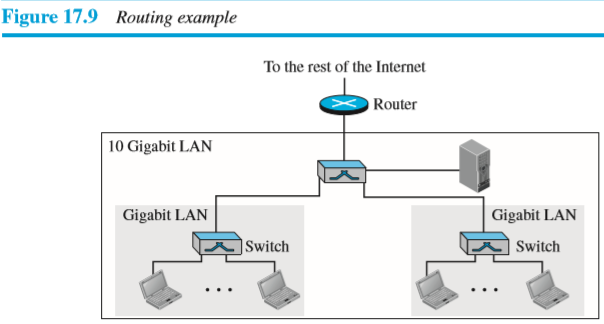 Figure 17.9 Routing example
To the rest of the Internet
Router
10 Gigabit LAN
Gigabit LAN
Gigabit LAN
Switch
Switch
. . .
. . .